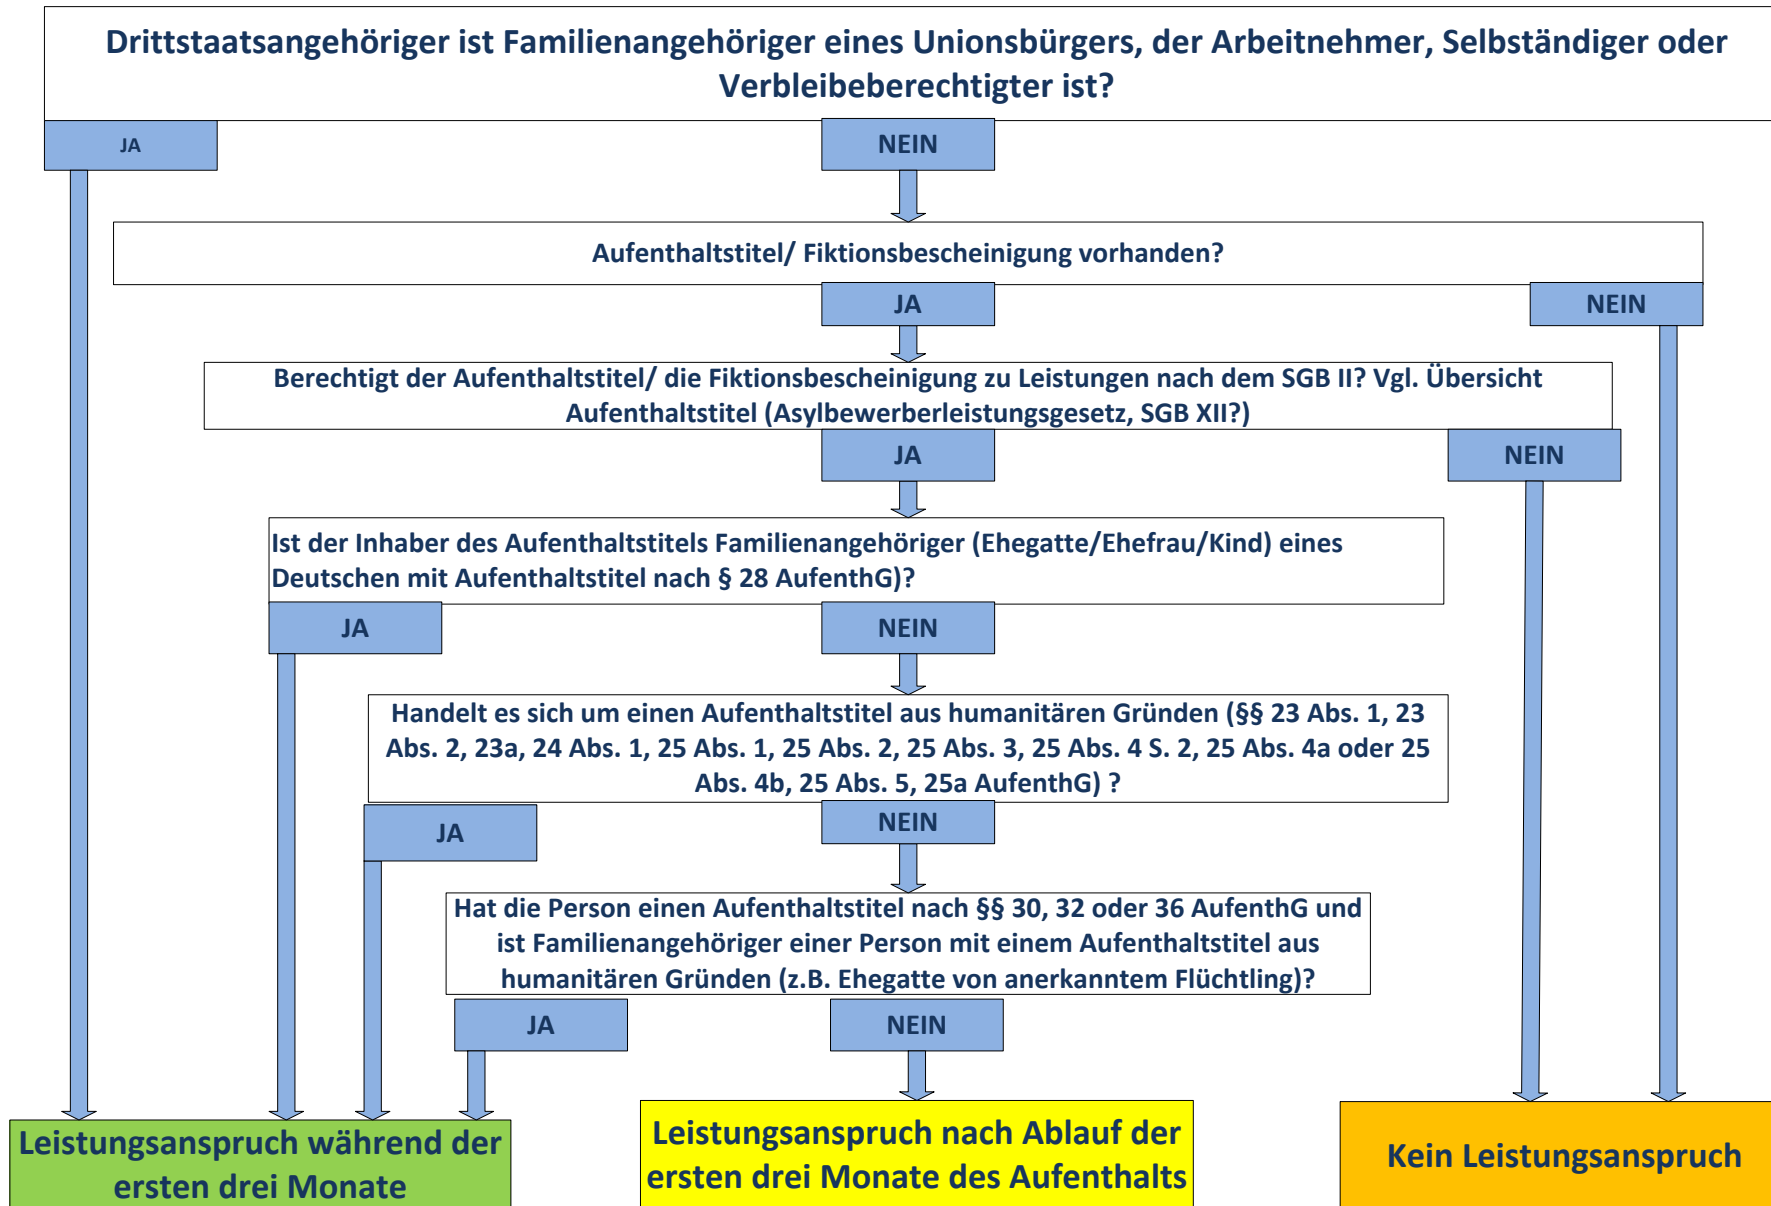 Drittstaatsangehöriger ist Familienangehöriger eines Unionsbürgers, der Arbeitnehmer, Selbständiger oder
Verbleibeberechtigter ist?
JA
NEIN
Aufenthaltstitel/ Fiktionsbescheinigung vorhanden?
JA
NEIN
Berechtigt der Aufenthaltstitel/ die Fiktionsbescheinigung zu Leistungen nach dem SGB II? Vgl. Übersicht
Aufenthaltstitel (Asylbewerberleistungsgesetz, SGB XII?)
JA
NEIN
Ist der Inhaber des Aufenthaltstitels Familienangehöriger (Ehegatte/Ehefrau/Kind) eines
Deutschen mit Aufenthaltstitel nach § 28 AufenthG)?
JA
NEIN
Handelt es sich um einen Aufenthaltstitel aus humanitären Gründen (§§ 23 Abs. 1, 23
Abs. 2, 23a, 24 Abs. 1, 25 Abs. 1, 25 Abs. 2, 25 Abs. 3, 25 Abs. 4 S. 2, 25 Abs. 4a oder 25
Abs. 4b, 25 Abs. 5, 25a AufenthG) ?
JA
NEIN
Hat die Person einen Aufenthaltstitel nach §§ 30, 32 oder 36 AufenthG und
ist Familienangehöriger einer Person mit einem Aufenthaltstitel aus
humanitären Gründen (z.B. Ehegatte von anerkanntem Flüchtling)?
JA
NEIN
Leistungsanspruch während der
ersten drei Monate
Leistungsanspruch nach Ablauf der
ersten drei Monate des Aufenthalts
Kein Leistungsanspruch